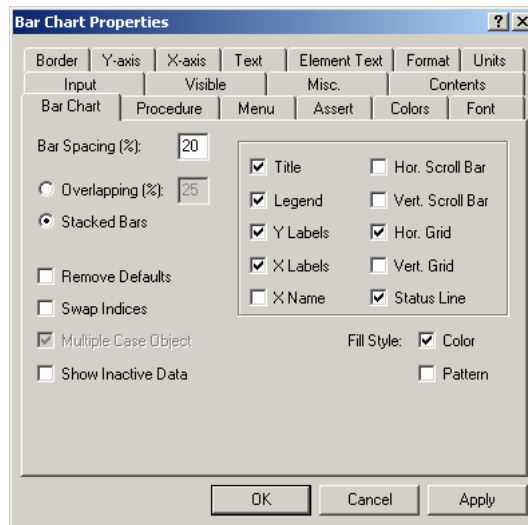 Bar Chart Properties
Border Y-axis X-axis Text Element Text Format Units
Input Visible Misc. Contents
Bar Chart Procedure Menu Assert Colors Font
Bar Spacing (%): 20
Overlapping (%): 25
Stacked Bars
Remove Defaults
Swap Indices
Multiple Case Object
Show Inactive Data
Title Hor. Scroll Bar
Legend Vert. Scroll Bar
Y Labels Hor. Grid
X Labels Vert. Grid
X Name Status Line
Fill Style: Color
Pattern
OK Cancel Apply